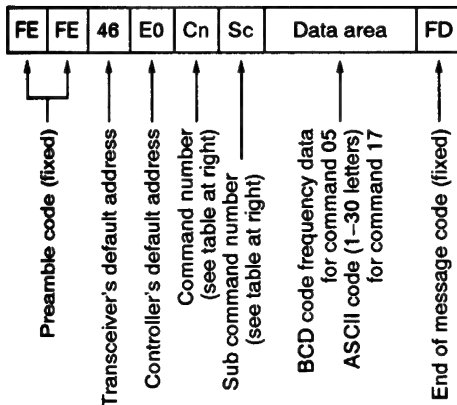 FE FE 46 E0 Cn Sc Data area FD
Preamble code (fixed)
Transceiver's default address
Controller's default address
Command number
(see table at right)
Sub command number
(see table at right)
BCD code frequency data
for command 05
ASCII code (1–30 letters)
for command 17
End of message code (fixed)